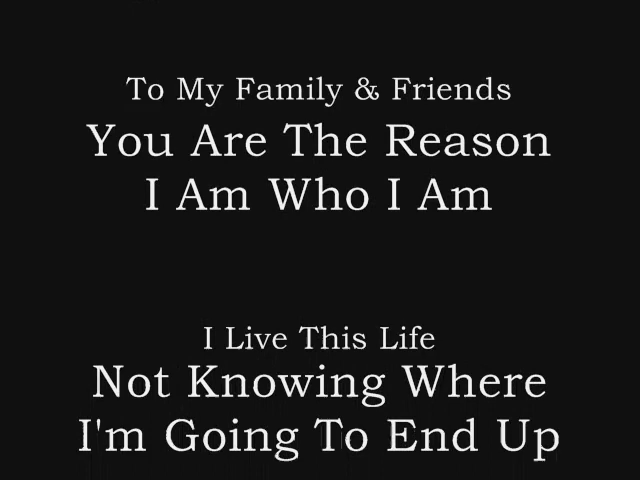 To My Family & Friends
You Are The Reason
I Am Who I Am
I Live This Life
Not Knowing Where
I'm Going To End Up